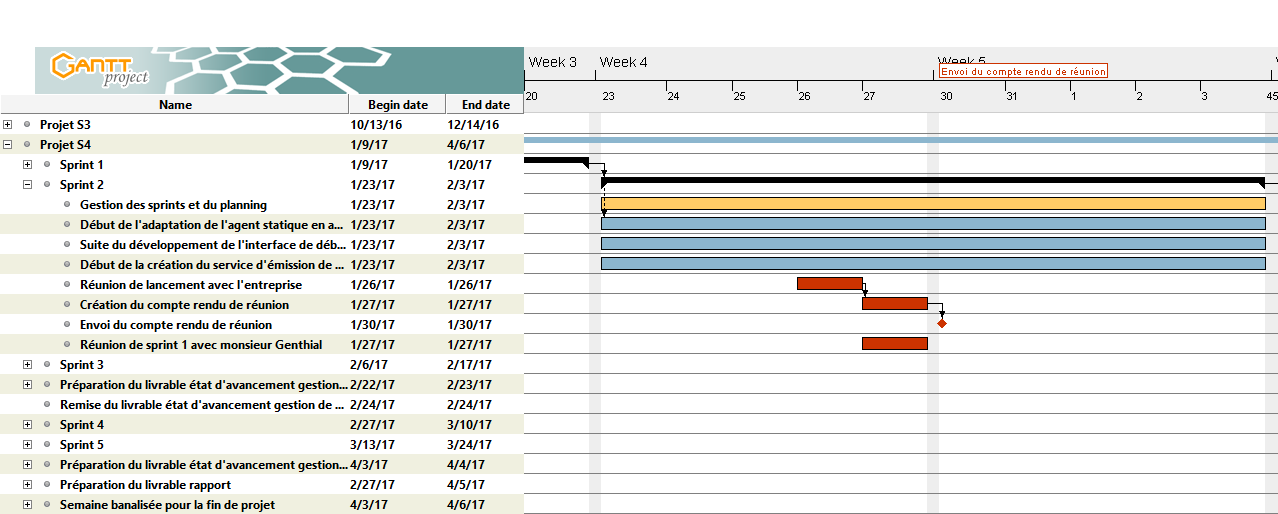 GANTT project
Week 3 Week 4 Week 5
Envoi du compte rendu de réunion
20 23 24 25 26 27 30 31 1 2 3
Name Begin date End date
Projet S3 10/13/16 12/14/16
Projet S4 1/9/17 4/6/17
Sprint 1 1/9/17 1/20/17
Sprint 2 1/23/17 2/3/17
Gestion des sprints et du planning 1/23/17 2/3/17
Début de l'adaptation de l'agent statique en a... 1/23/17 2/3/17
Suite du développement de l'interface de déb... 1/23/17 2/3/17
Début de la création du service d'émission de ... 1/23/17 2/3/17
Réunion de lancement avec l'entreprise 1/26/17 1/26/17
Création du compte rendu de réunion 1/27/17 1/27/17
Envoi du compte rendu de réunion 1/30/17 1/30/17
Réunion de sprint 1 avec monsieur Genthial 1/27/17 1/27/17
Sprint 3 2/6/17 2/17/17
Préparation du livrable état d'avancement gestion... 2/22/17 2/23/17
Remise du livrable état d'avancement gestion de ... 2/24/17 2/24/17
Sprint 4 2/27/17 3/10/17
Sprint 5 3/13/17 3/24/17
Préparation du livrable état d'avancement gestion... 4/3/17 4/4/17
Préparation du livrable rapport 2/27/17 4/5/17
Semaine banalisée pour la fin de projet 4/3/17 4/6/17